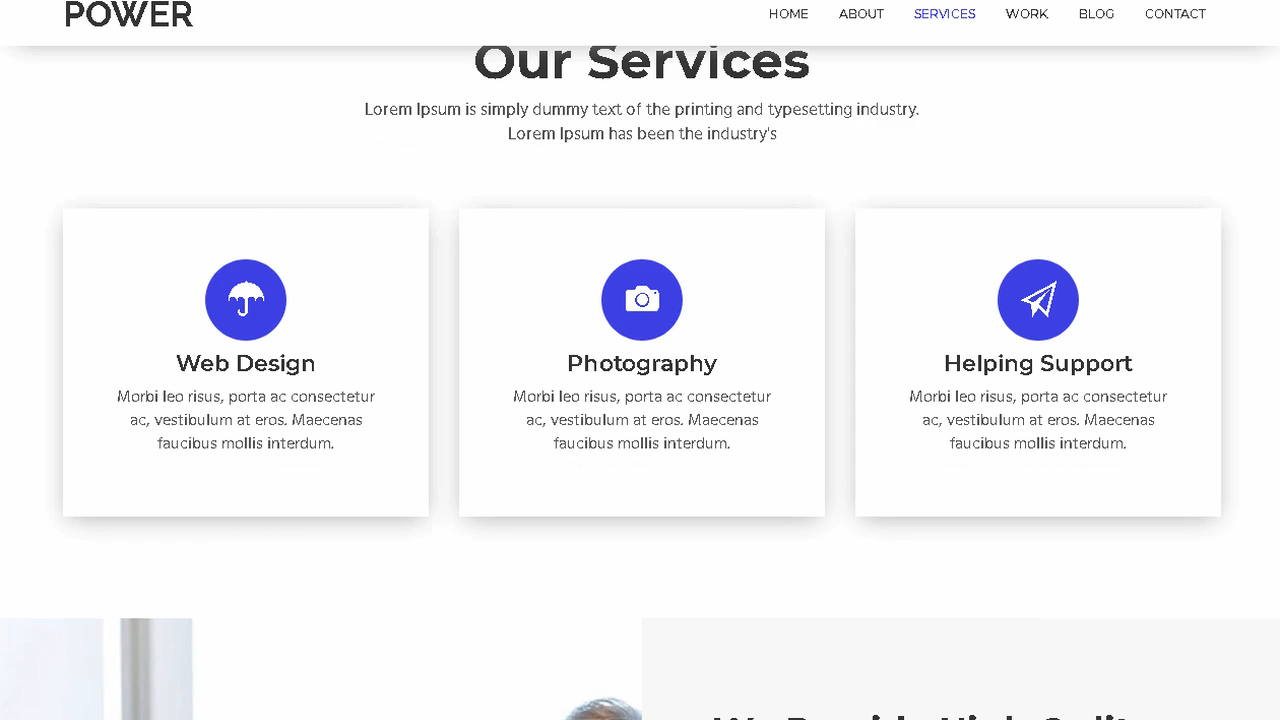 POWER
HOME ABOUT SERVICES WORK BLOG CONTACT
Our Services
Lorem Ipsum is simply dummy text of the printing and typesetting industry.
Lorem Ipsum has been the industry's
Web Design
Morbi leo risus, porta ac consectetur
ac, vestibulum at eros. Maecenas
faucibus mollis interdum.
Photography
Morbi leo risus, porta ac consectetur
ac, vestibulum at eros. Maecenas
faucibus mollis interdum.
Helping Support
Morbi leo risus, porta ac consectetur
ac, vestibulum at eros. Maecenas
faucibus mollis interdum.